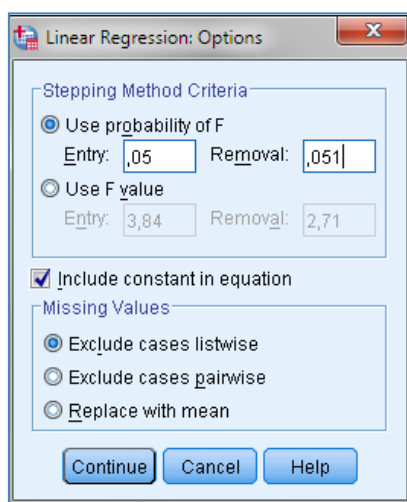 Linear Regression: Options
Stepping Method Criteria
Use probability of F
Entry: ,05 Removal: ,051
Use F value
Entry: 3,84 Removal: 2,71
Include constant in equation
Missing Values
Exclude cases listwise
Exclude cases pairwise
Replace with mean
Continue Cancel Help